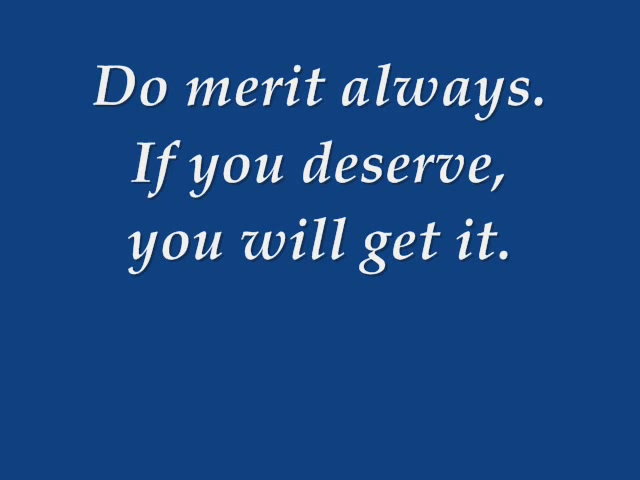 Do merit always.
If you deserve,
you will get it.